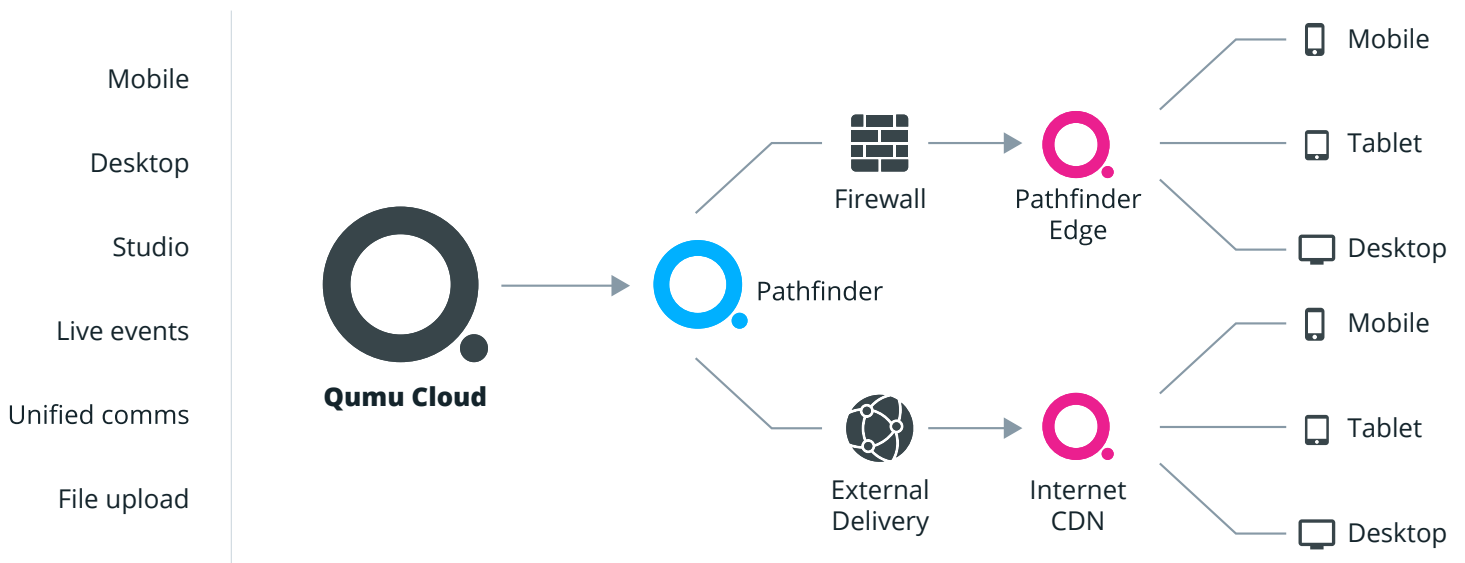 Mobile
Desktop
Studio
Live events
Unified comms
File upload
Qumu Cloud
Pathfinder
Firewall
Pathfinder
Edge
Mobile
Tablet
Desktop
External
Delivery
Internet
CDN
Mobile
Tablet
Desktop